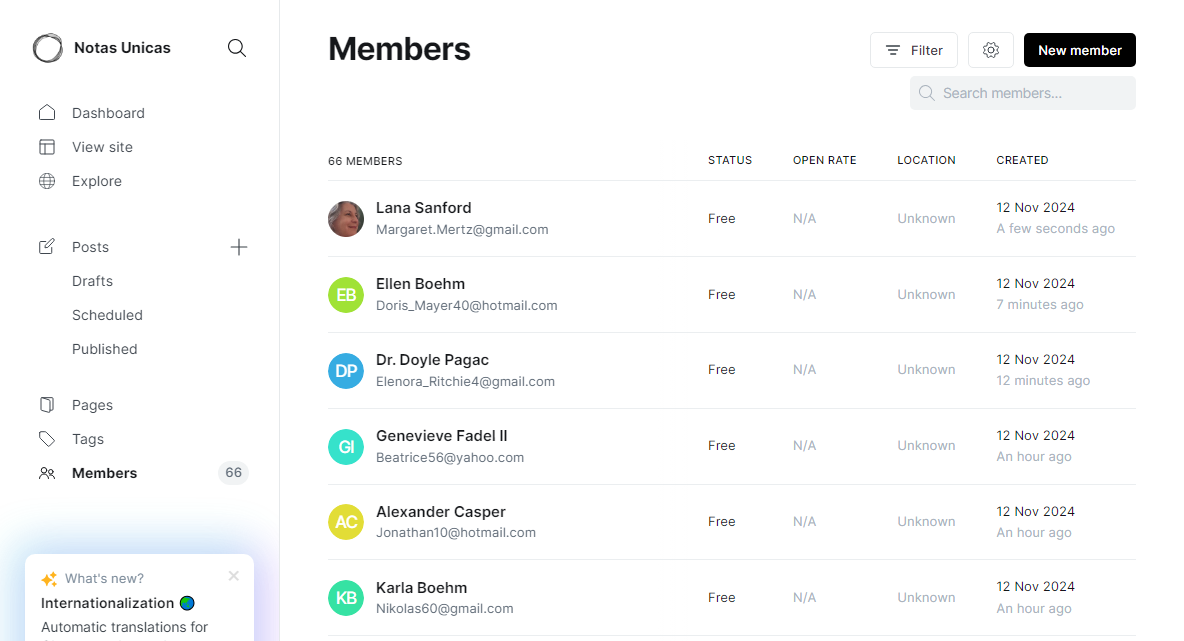 Notas Unicas
Dashboard
View site
Explore
Posts
Drafts
Scheduled
Published
Pages
Tags
Members 66
What's new?
Internationalization
Automatic translations for
Members
Filter
New member
Search members...
66 MEMBERS STATUS OPEN RATE LOCATION CREATED
Lana Sanford
Margaret.Mertz@gmail.com
Free N/A Unknown
12 Nov 2024
A few seconds ago
EB
Ellen Boehm
Doris_Mayer40@hotmail.com
Free N/A Unknown
12 Nov 2024
7 minutes ago
DP
Dr. Doyle Pagac
Elenora_Ritchie4@gmail.com
Free N/A Unknown
12 Nov 2024
12 minutes ago
GI
Genevieve Fadel II
Beatrice56@yahoo.com
Free N/A Unknown
12 Nov 2024
An hour ago
AC
Alexander Casper
Jonathan10@hotmail.com
Free N/A Unknown
12 Nov 2024
An hour ago
KB
Karla Boehm
Nikolas60@gmail.com
Free N/A Unknown
12 Nov 2024
An hour ago